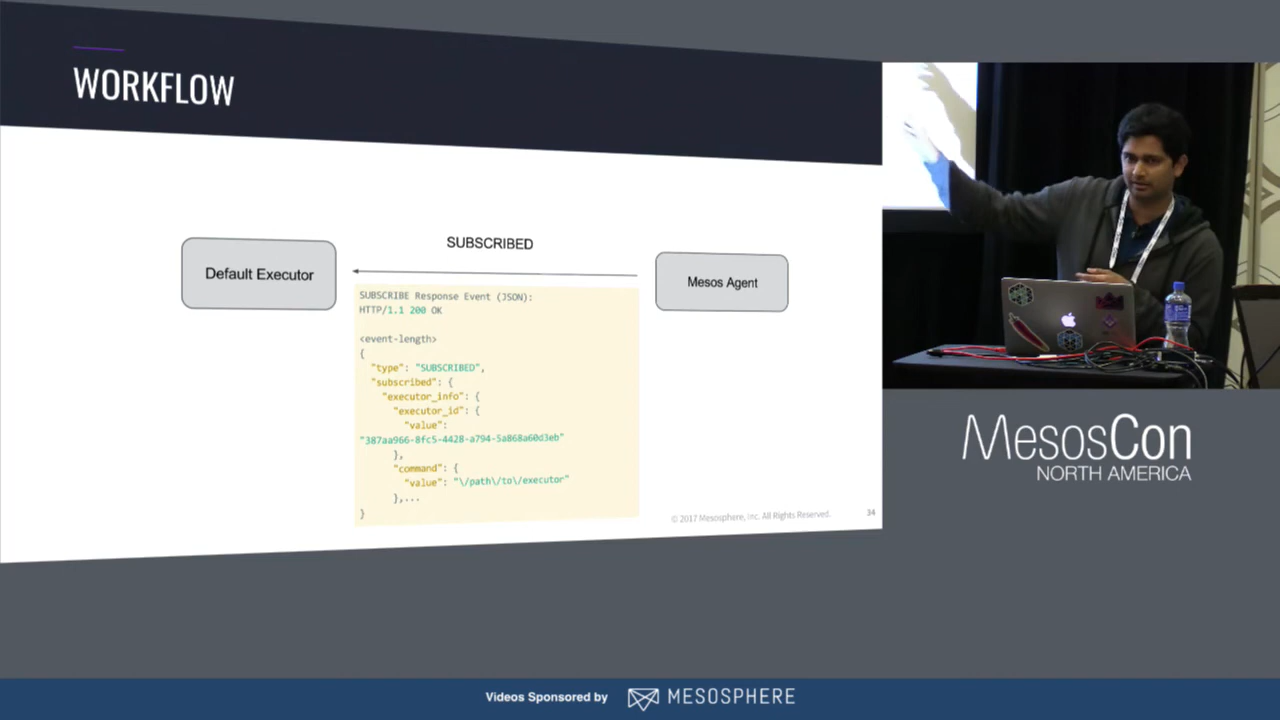 WORKFLOW
SUBSCRIBED
Default Executor
Mesos Agent
SUBSCRIBE Response Event (JSON):
HTTP/1.1 200 OK
<event-length>
{
"type": "SUBSCRIBED",
"subscribed": {
"executor_info": {
"executor_id": {
"value":
"387aa966-8fc5-4428-a794-5a868a60d3eb"
},
"command": {
"value": "\/path\/to\/executor"
},...
}
© 2017 Mesosphere, Inc. All Rights Reserved.
34
MesosCon
NORTH AMERICA
Videos Sponsored by
MESOSPHERE